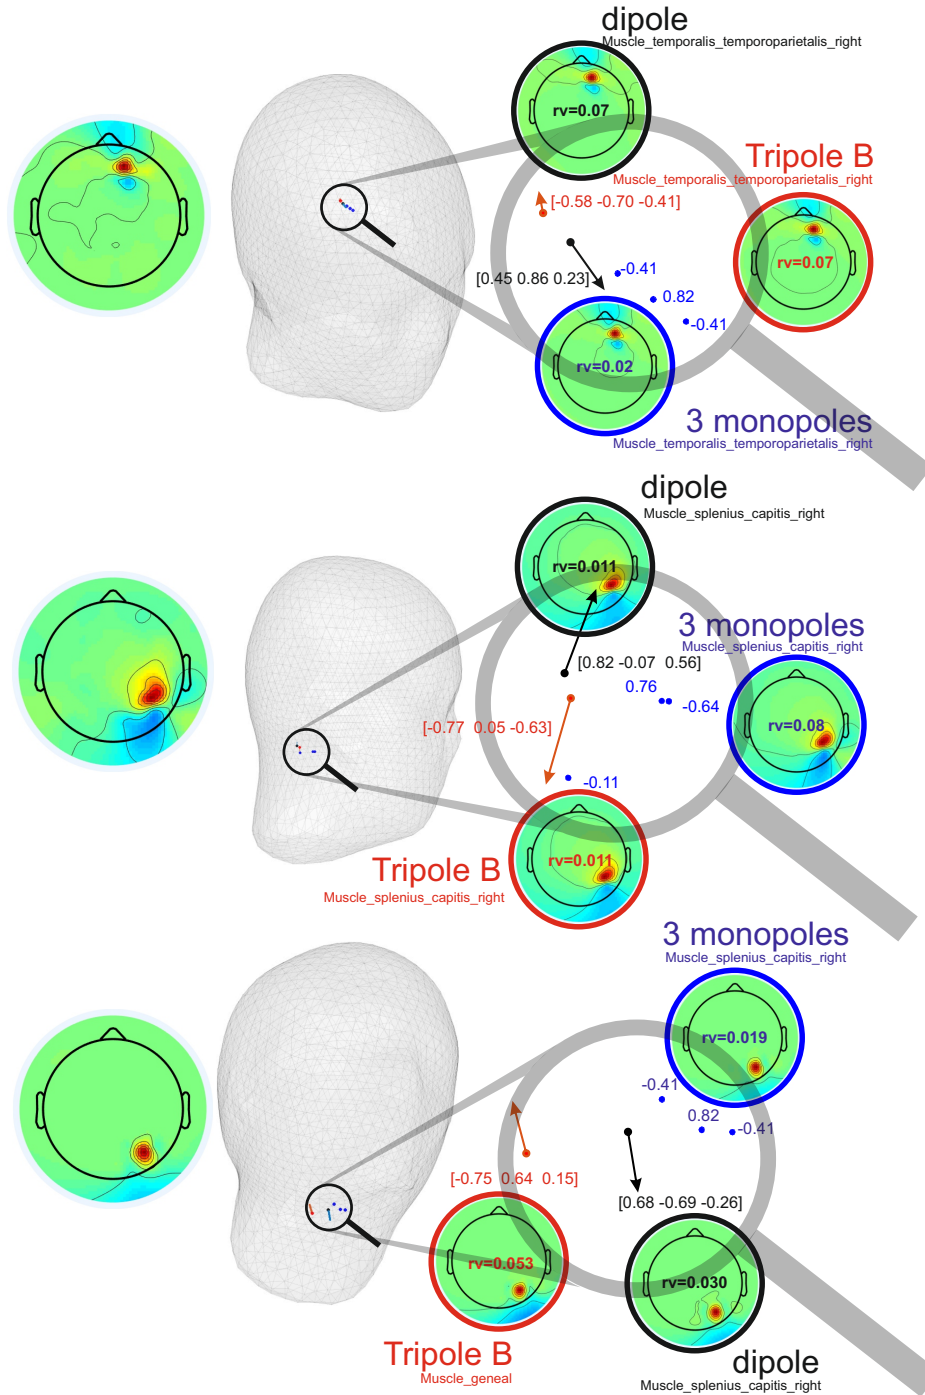 dipole
Muscle_temporalis_temporoparietalis_right
rv=0.07
Tripole B
Muscle_temporalis_temporoparietalis_right
[-0.58 -0.70 -0.41]
rv=0.07
[0.45 0.86 0.23]
-0.41
0.82
-0.41
rv=0.02
3 monopoles
Muscle_temporalis_temporoparietalis_right
dipole
Muscle_splenius_capitis_right
rv=0.011
3 monopoles
Muscle_splenius_capitis_right
[0.82 -0.07 0.56]
0.76
-0.64
[-0.77 0.05 -0.63]
rv=0.08
-0.11
rv=0.011
Tripole B
Muscle_splenius_capitis_right
3 monopoles
Muscle_splenius_capitis_right
rv=0.019
-0.41
0.82
-0.41
[-0.75 0.64 0.15]
[0.68 -0.69 -0.26]
rv=0.053
rv=0.030
Tripole B
Muscle_geneal
dipole
Muscle_splenius_capitis_right